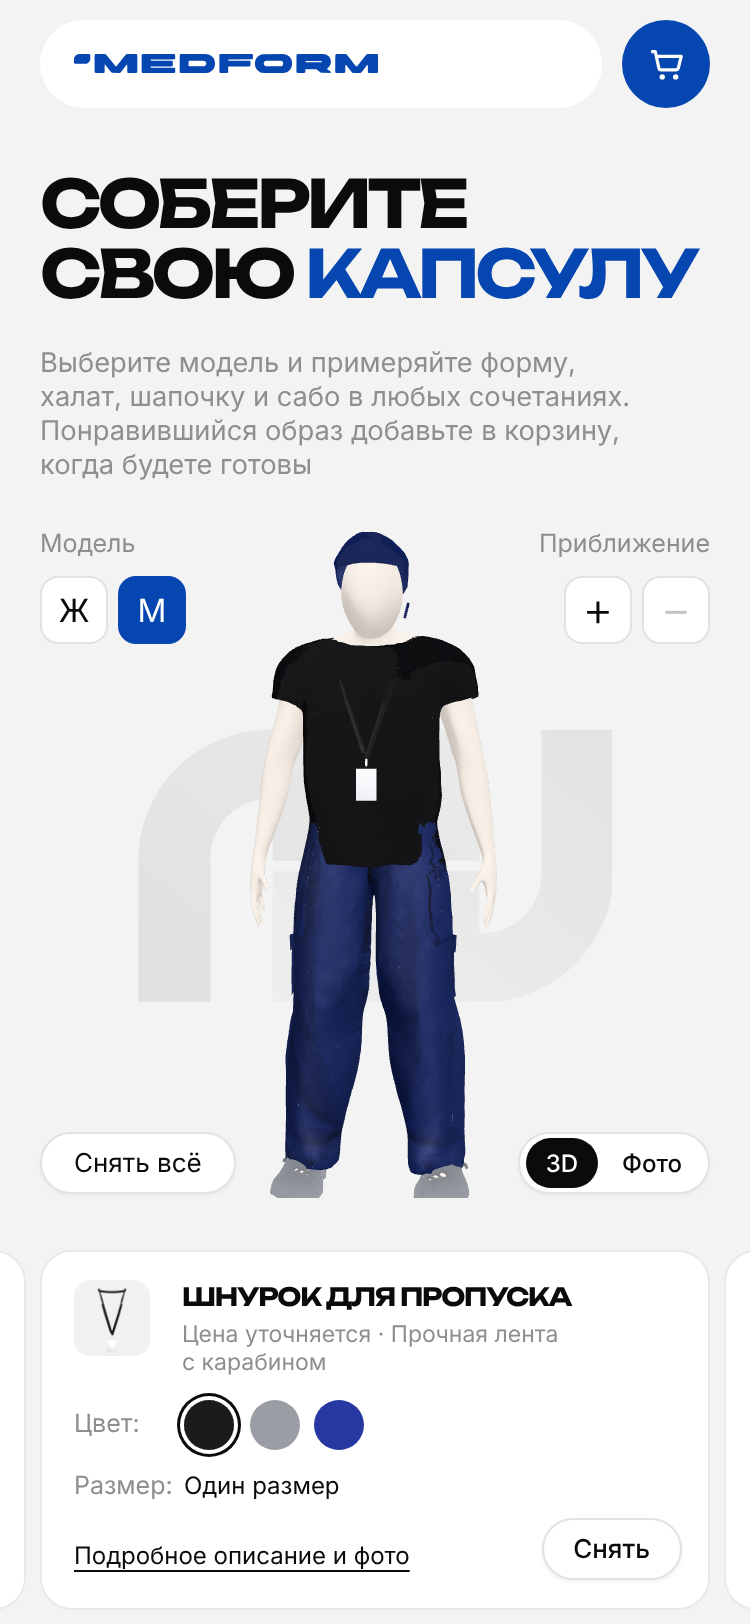 MEDFORM
СОБЕРИТЕ
СВОЮ КАПСУЛУ
Выберите модель и примеряйте форму,
халат, шапочку и сабо в любых сочетаниях.
Понравившийся образ добавьте в корзину,
когда будете готовы
Модель
Приближение
Ж М
+ −
Снять всё
3D Фото
ШНУРОК ДЛЯ ПРОПУСКА
Цена уточняется · Прочная лента
с карабином
Цвет:
Размер: Один размер
Подробное описание и фото
Снять